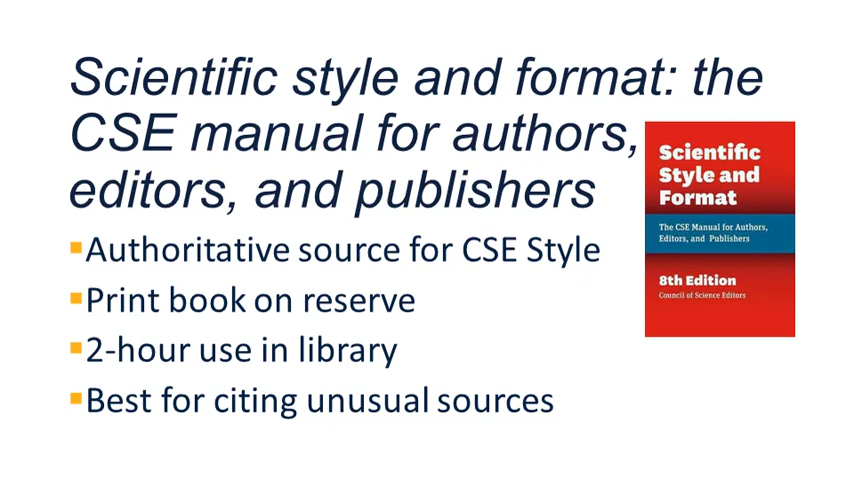 Scientific style and format: the
CSE manual for authors,
editors, and publishers
▪Authoritative source for CSE Style
▪Print book on reserve
▪2-hour use in library
▪Best for citing unusual sources
Scientific
Style and
Format
The CSE Manual for Authors,
Editors, and Publishers
8th Edition
Council of Science Editors